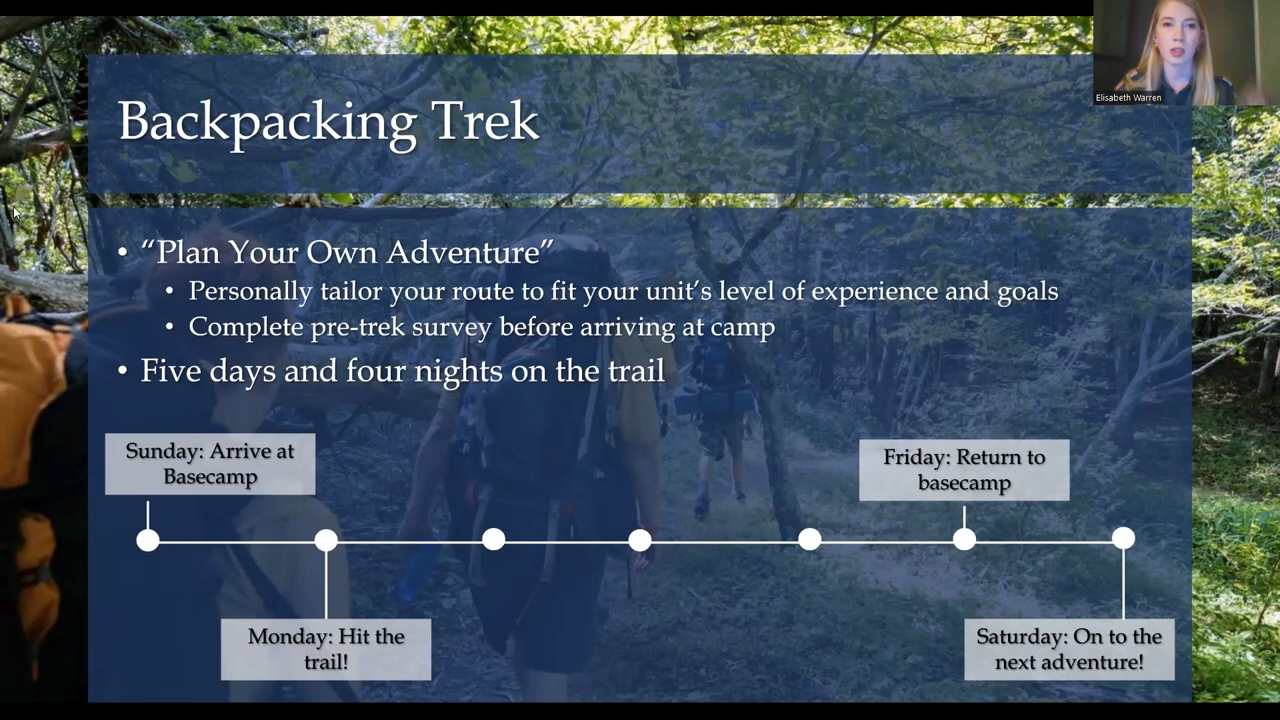 Elisabeth Warren
Backpacking Trek
• “Plan Your Own Adventure”
• Personally tailor your route to fit your unit’s level of experience and goals
• Complete pre-trek survey before arriving at camp
• Five days and four nights on the trail
Sunday: Arrive at
Basecamp
Friday: Return to
basecamp
Monday: Hit the
trail!
Saturday: On to the
next adventure!